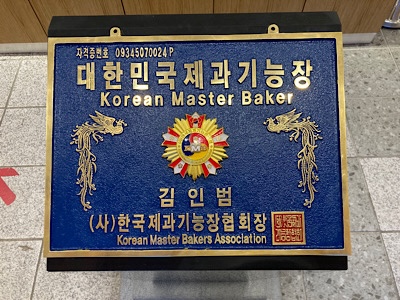 자격증번호 09345070024P
대한민국제과기능장
Korean Master Baker
김인범
(사)한국제과기능장협회장
Korean Master Bakers Association